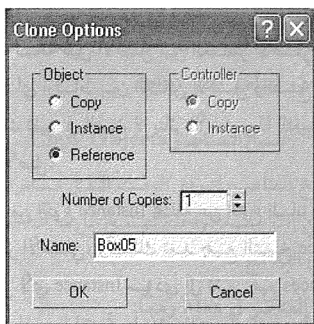 Clone Options
Object
Controller
Copy
Copy
Instance
Instance
Reference
Number of Copies: 1
Name: Box05
OK
Cancel